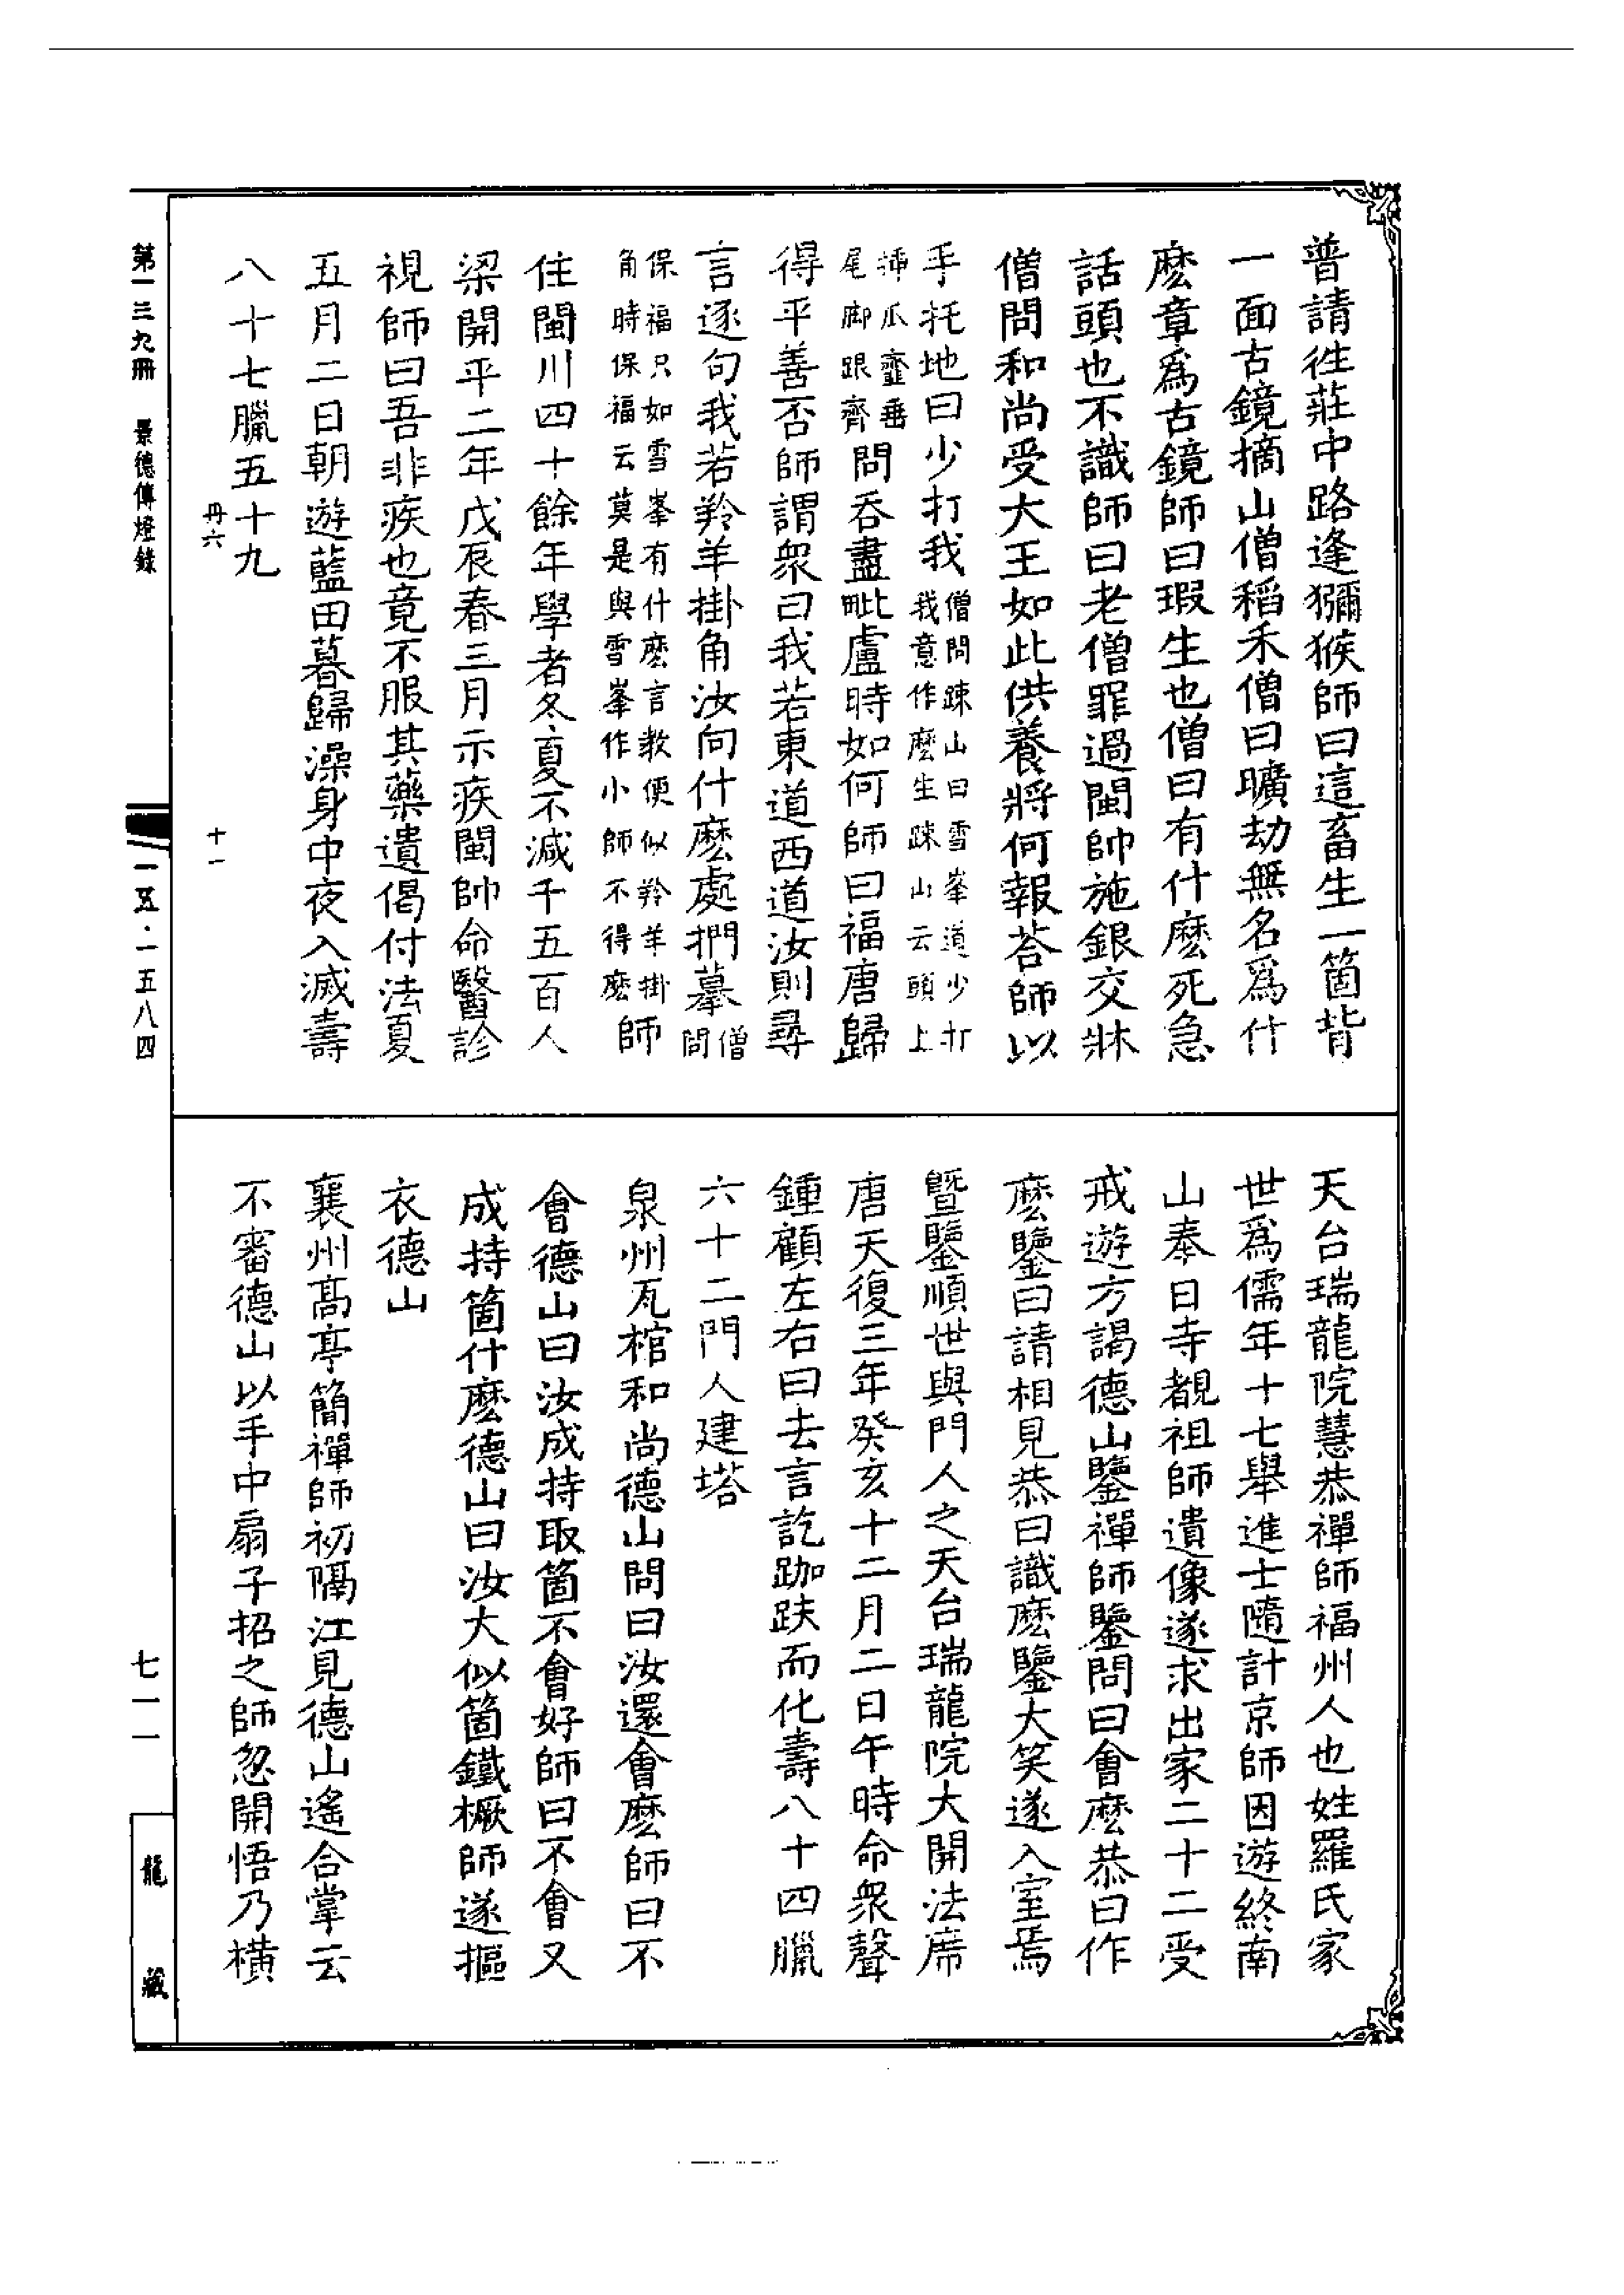 普請徃莊中路逢獼猴師曰這畜生一箇背
一面古鏡摘山僧稻禾僧曰曠劫無名爲什
麽章爲古鏡師曰瑕生也僧曰有什麽死急
話頭也不識師曰老僧罪過閩帥施銀交牀
僧問和尚受大王如此供養將何報荅師以
手托地曰少打我僧問踈山曰雪峯道少打
我意作麽生踈山云頭上
揷瓜虀垂
尾脚跟齊問吞盡毗盧時如何師曰福唐歸
得平善否師謂衆曰我若東道西道汝則尋
言逐句我若羚羊掛角汝向什麽處捫摹僧
問
保福只如雪峯有什麽言教便似羚羊掛
角時保福云莫是與雪峯作小師不得麽師
住閩川四十餘年學者冬夏不減千五百人
梁開平二年戊辰春三月示疾閩帥命醫診
視師曰吾非疾也竟不服其藥遺偈付法夏
五月二日朝遊藍田暮歸澡身中夜入滅壽
八十七臘五十九
冊六
十一
天台瑞龍院慧恭禪師福州人也姓羅氏家
世爲儒年十七舉進士隨計京師因遊終南
山奉日寺覩祖師遺像遂求出家二十二受
戒遊方謁德山鑒禪師鑒問曰會麽恭曰作
麽鑒曰請相見恭曰識麽鑒大笑遂入室焉
暨鑒順世與門人之天台瑞龍院大開法席
唐天復三年癸亥十二月二日午時命衆聲
鍾顧左右曰去言訖跏趺而化壽八十四臘
六十二門人建塔
泉州瓦棺和尚德山問曰汝還會麽師曰不
會德山曰汝成持取箇不會好師曰不會又
成持箇什麽德山曰汝大似箇鐵橛師遂摳
衣德山
襄州高亭簡禪師初隔江見德山遙合掌云
不審德山以手中扇子招之師忽開悟乃橫
第一三九冊 景德傳燈錄
一五·一五八四
七一一
龍藏